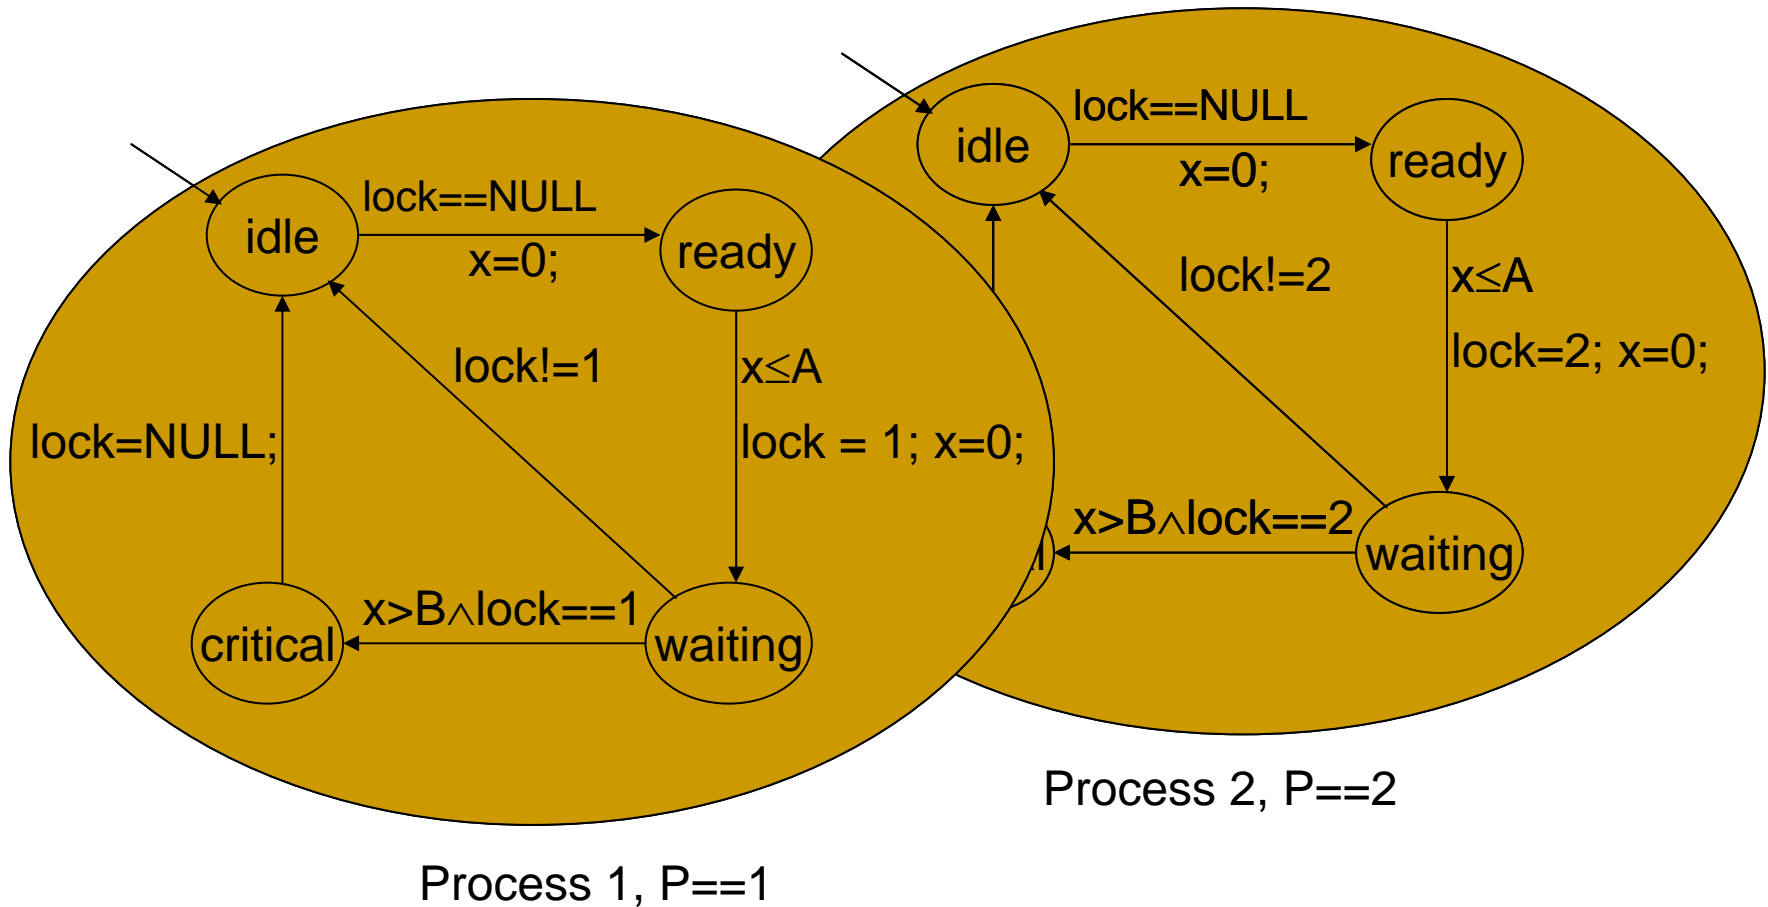 idle
lock==NULL
x=0;
ready
lock!=1
x≤A
lock = 1; x=0;
lock=NULL;
x>B∧lock==1
critical
waiting
Process 1, P==1
idle
lock==NULL
x=0;
ready
lock!=2
x≤A
lock=2; x=0;
x>B∧lock==2
waiting
Process 2, P==2